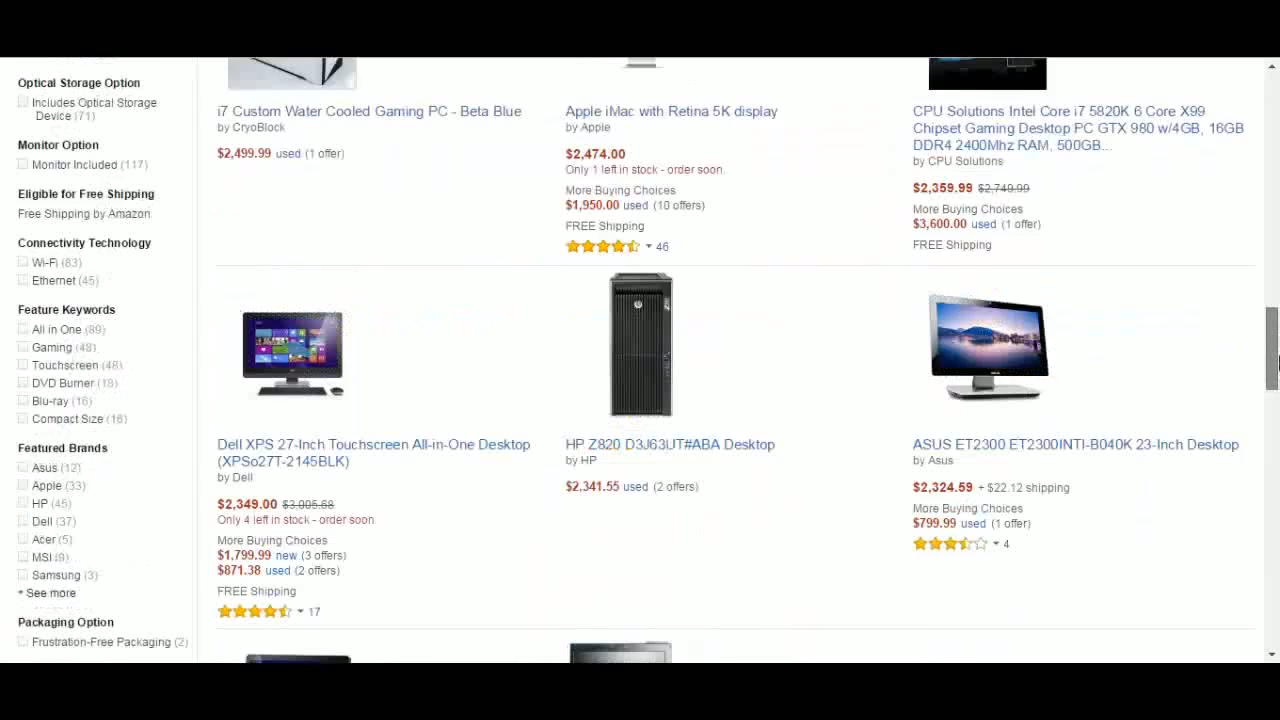 Optical Storage Option
Includes Optical Storage
Device (71)
Monitor Option
Monitor Included (117)
Eligible for Free Shipping
Free Shipping by Amazon
Connectivity Technology
Wi-Fi (83)
Ethernet (45)
Feature Keywords
All in One (89)
Gaming (48)
Touchscreen (48)
DVD Burner (18)
Blu-ray (16)
Compact Size (16)
Featured Brands
Asus (12)
Apple (33)
HP (45)
Dell (37)
Acer (5)
MSI (9)
Samsung (3)
See more
Packaging Option
Frustration-Free Packaging (2)
i7 Custom Water Cooled Gaming PC - Beta Blue
by CryoBlock
$2,499.99 used (1 offer)
Apple iMac with Retina 5K display
by Apple
$2,474.00
Only 1 left in stock - order soon.
More Buying Choices
$1,950.00 used (10 offers)
FREE Shipping
46
CPU Solutions Intel Core i7 5820K 6 Core X99
Chipset Gaming Desktop PC GTX 980 w/4GB, 16GB
DDR4 2400Mhz RAM, 500GB...
by CPU Solutions
$2,359.99 $2,749.99
More Buying Choices
$3,600.00 used (1 offer)
FREE Shipping
Dell XPS 27-Inch Touchscreen All-in-One Desktop
(XPSo27T-2145BLK)
by Dell
$2,349.00 $3,005.68
Only 4 left in stock - order soon
More Buying Choices
$1,799.99 new (3 offers)
$871.38 used (2 offers)
FREE Shipping
17
HP Z820 D3J63UT#ABA Desktop
by HP
$2,341.55 used (2 offers)
ASUS ET2300 ET2300INTI-B040K 23-Inch Desktop
by Asus
$2,324.59 + $22.12 shipping
More Buying Choices
$799.99 used (1 offer)
4